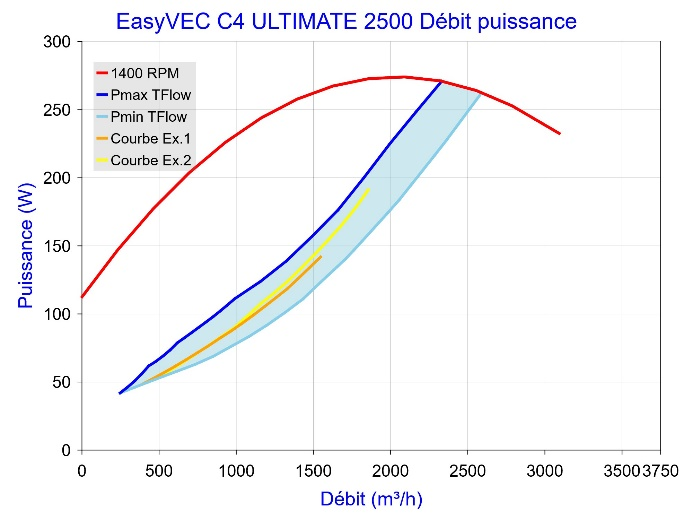 EasyVEC C4 ULTIMATE 2500 Débit puissance
300
250
200
150
100
50
0
Puissance (W)
1400 RPM
Pmax TFlow
Pmin TFlow
Courbe Ex.1
Courbe Ex.2
0 500 1000 1500 2000 2500 3000 3500 3750
Débit (m³/h)